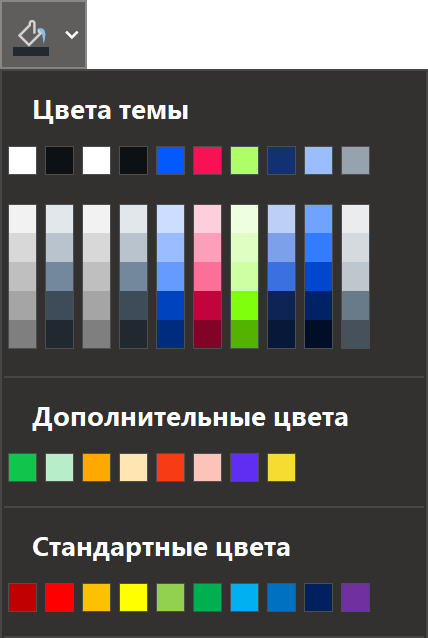 Цвета темы
Дополнительные цвета
Стандартные цвета